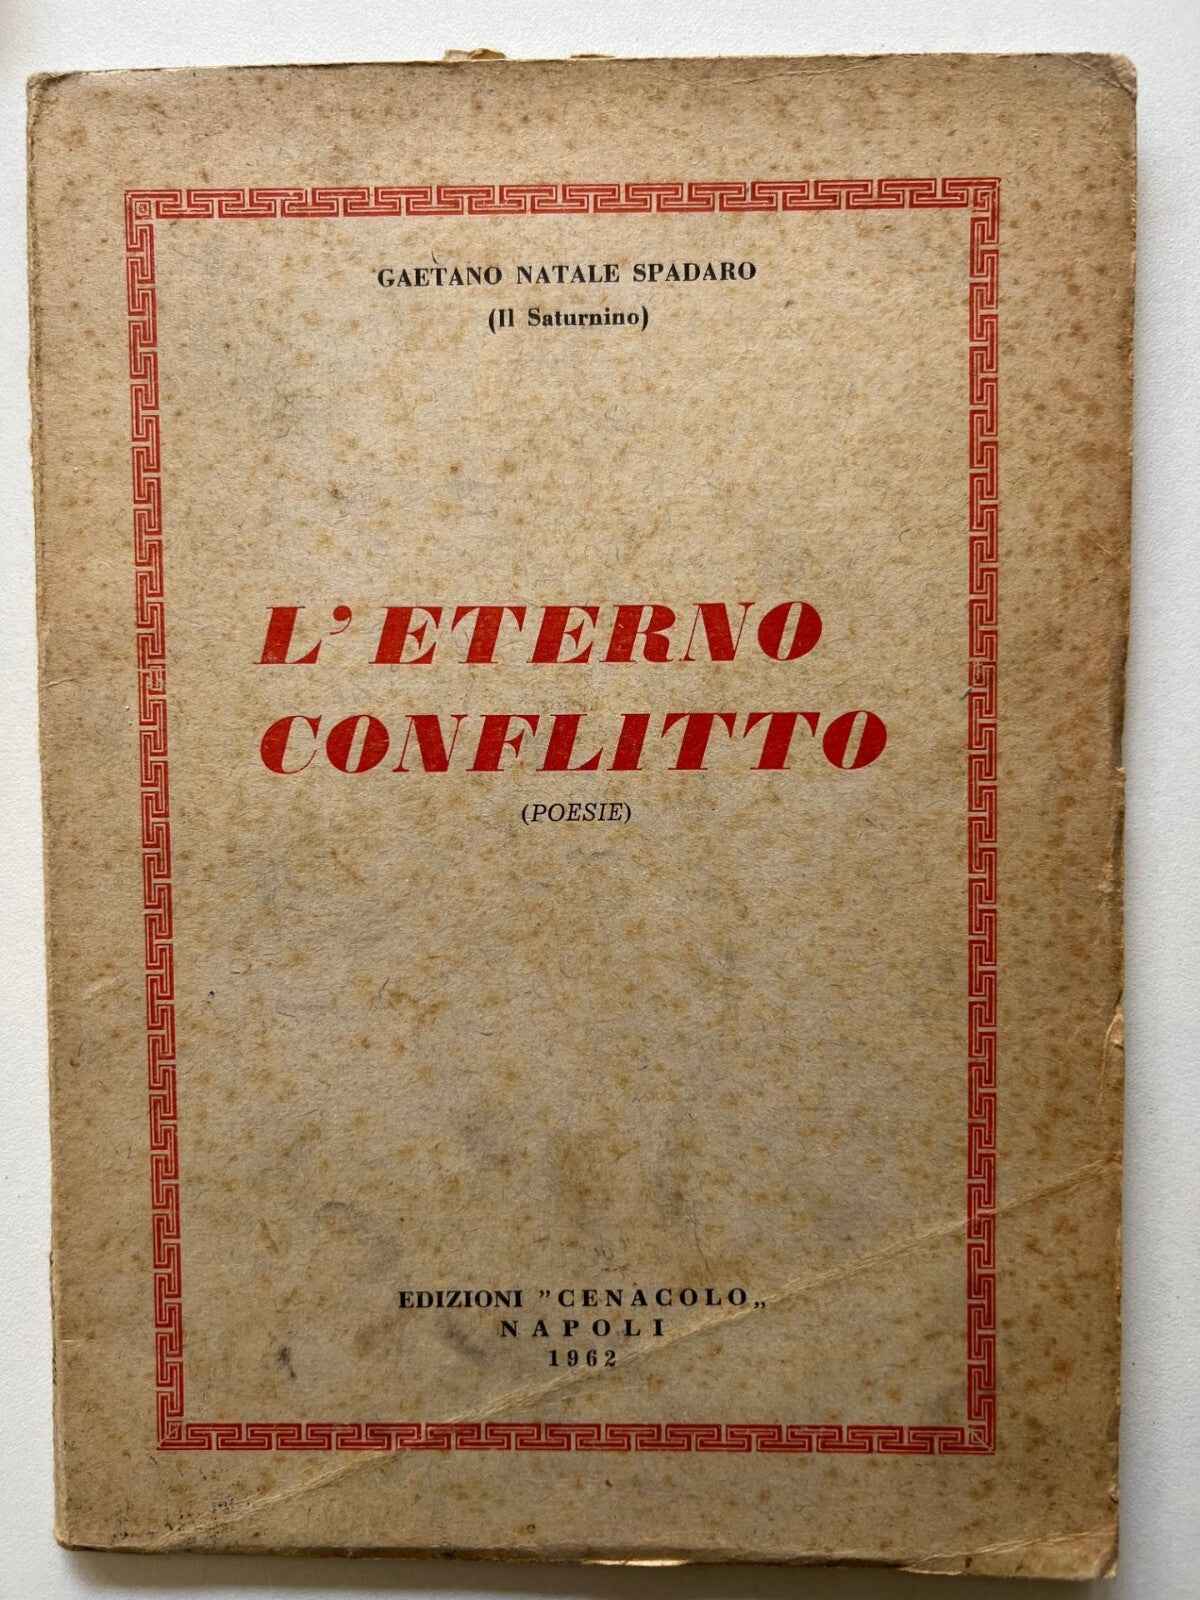 GAETANO NATALE SPADARO
(Il Saturnino)
L'ETERNO
CONFLITTO
(POESIE)
EDIZIONI "CENACOLO„
NAPOLI
1962